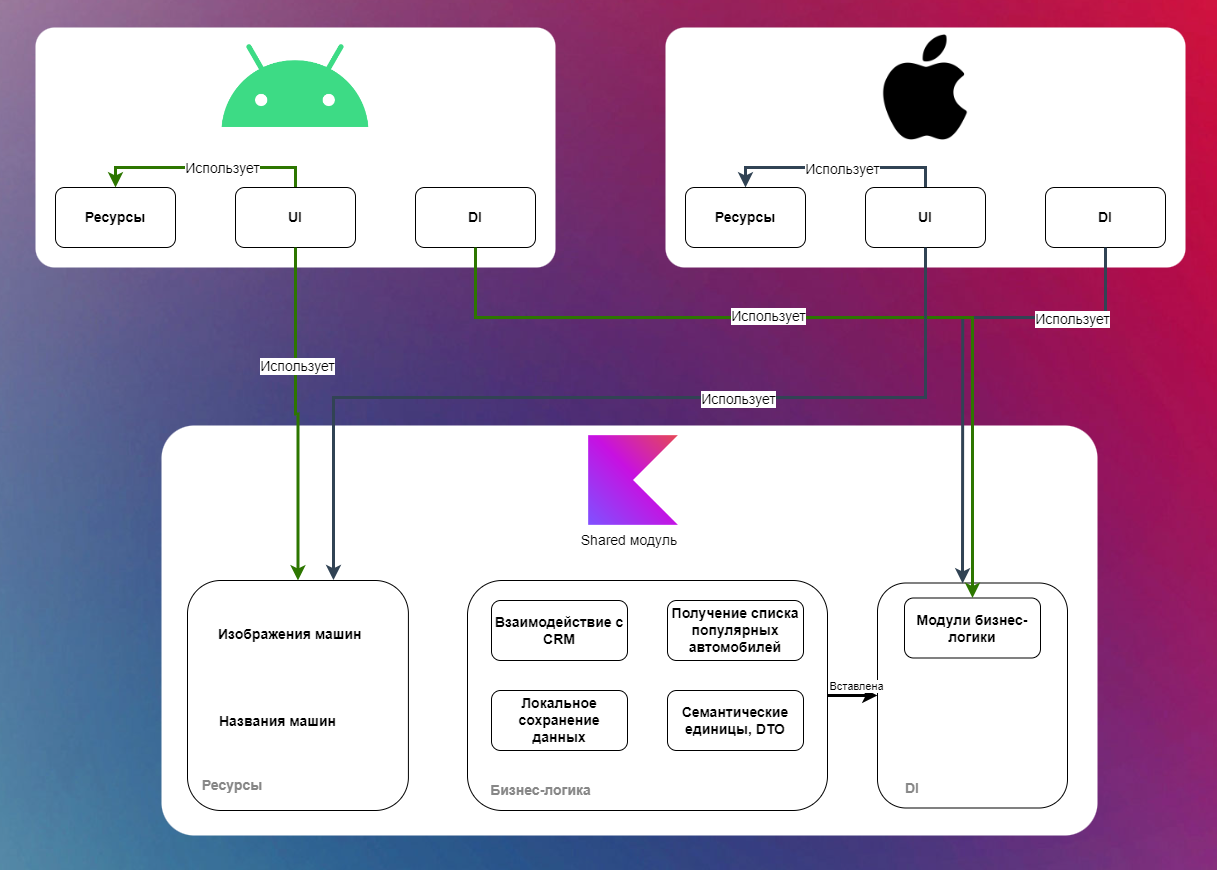 Использует
Использует
Ресурсы
UI
DI
Ресурсы
UI
DI
Использует
Использует
Использует
Использует
Shared модуль
Изображения машин
Названия машин
Ресурсы
Взаимодействие с
CRM
Получение списка
популярных
автомобилей
Локальное
сохранение
данных
Семантические
единицы, DTO
Бизнес-логика
Вставлена
Модули бизнес-
логики
DI